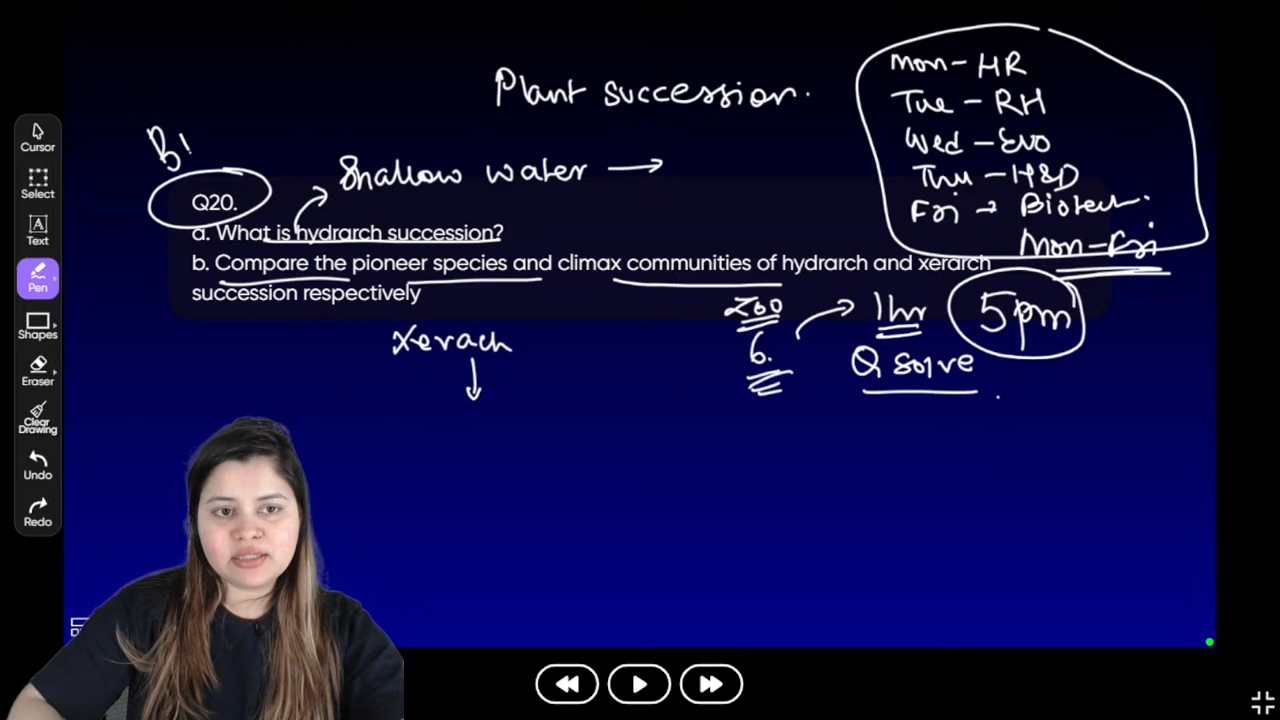 Plant succession.
Mon - HR
Tue - RH
Wed - Evo
Thu - H&D
Fri → Biotech.
Mon - Fri
B1
Shallow water →
Q20.
a. What is hydrarch succession?
b. Compare the pioneer species and climax communities of hydrarch and xerarch
succession respectively
Xerach
200
6.
1hr
5pm
Q solve
Cursor
Select
Text
Pen
Shapes
Eraser
Clear
Drawing
Undo
Redo